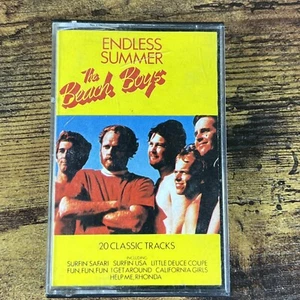 ENDLESS
SUMMER
The
Beach Boys
20 CLASSIC TRACKS
INCLUDING
SURFIN SAFARI SURFIN USA LITTLE DEUCE COUPE
FUN, FUN, FUN I GET AROUND CALIFORNIA GIRLS
HELP ME, RHONDA